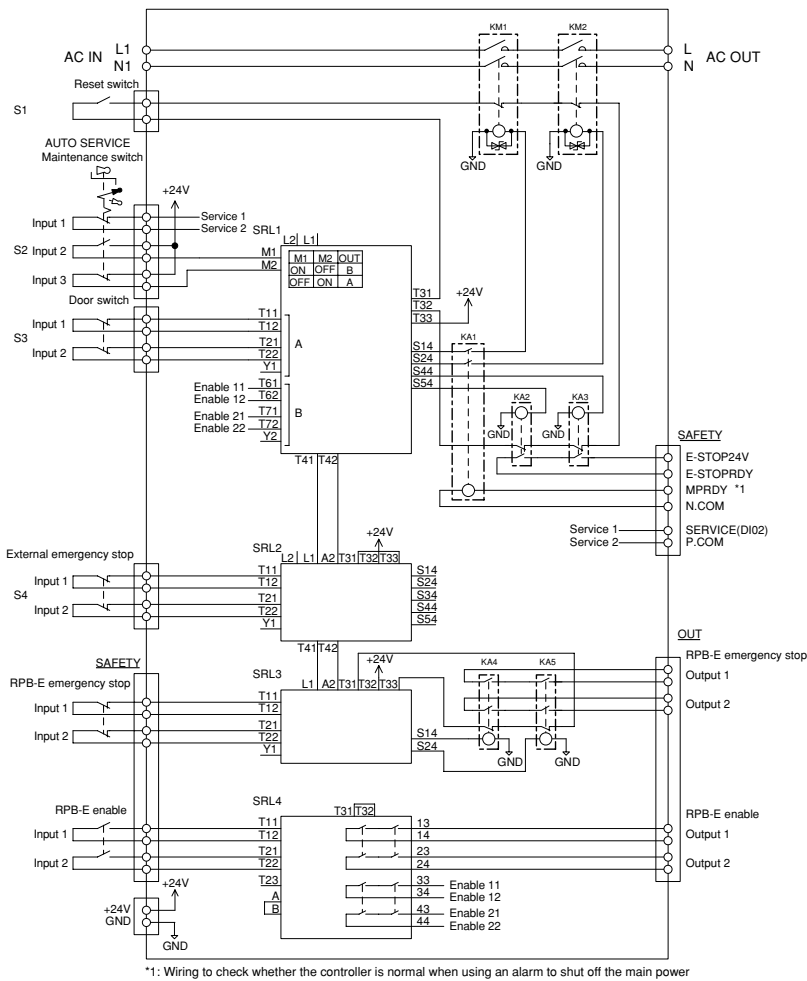 KM1 KM2
AC IN L1 L AC OUT
N1 N
Reset switch
S1
GND GND
AUTO SERVICE
Maintenance switch
+24V
Input 1 Service 1
Service 2
SRL1 L2 L1
S2 Input 2 M1
M2
Input 3
M1 M2 OUT
ON OFF B
OFF ON A
Door switch
T31
T32
T33
+24V
S3 Input 1 T11
T12
Input 2 T21
T22
Y1
A
KA1
S14
S24
S44
S54
Enable 11 T61
Enable 12 T62
Enable 21 T71
Enable 22 T72
Y2
B
KA2 KA3
GND GND
SAFETY
E-STOP24V
E-STOPRDY
MPRDY *1
N.COM
Service 1 SERVICE(DI02)
Service 2 P.COM
T41 T42
+24V
External emergency stop
SRL2 L2 L1 A2 T31 T32 T33
S4 Input 1 T11
T12
Input 2 T21
T22
Y1
S14
S24
S34
S44
S54
T41 T42
+24V
SAFETY
RPB-E emergency stop
SRL3 L1 A2 T31 T32 T33
Input 1 T11
T12
Input 2 T21
T22
Y1
S14
S24
KA4 KA5
GND GND
OUT
RPB-E emergency stop
Output 1
Output 2
RPB-E enable
SRL4 T31 T32
Input 1 T11
T12
Input 2 T21
T22
T23
A
B
13
14
23
24
33 Enable 11
34 Enable 12
43 Enable 21
44 Enable 22
RPB-E enable
Output 1
Output 2
+24V
+24V
GND
GND
*1: Wiring to check whether the controller is normal when using an alarm to shut off the main power